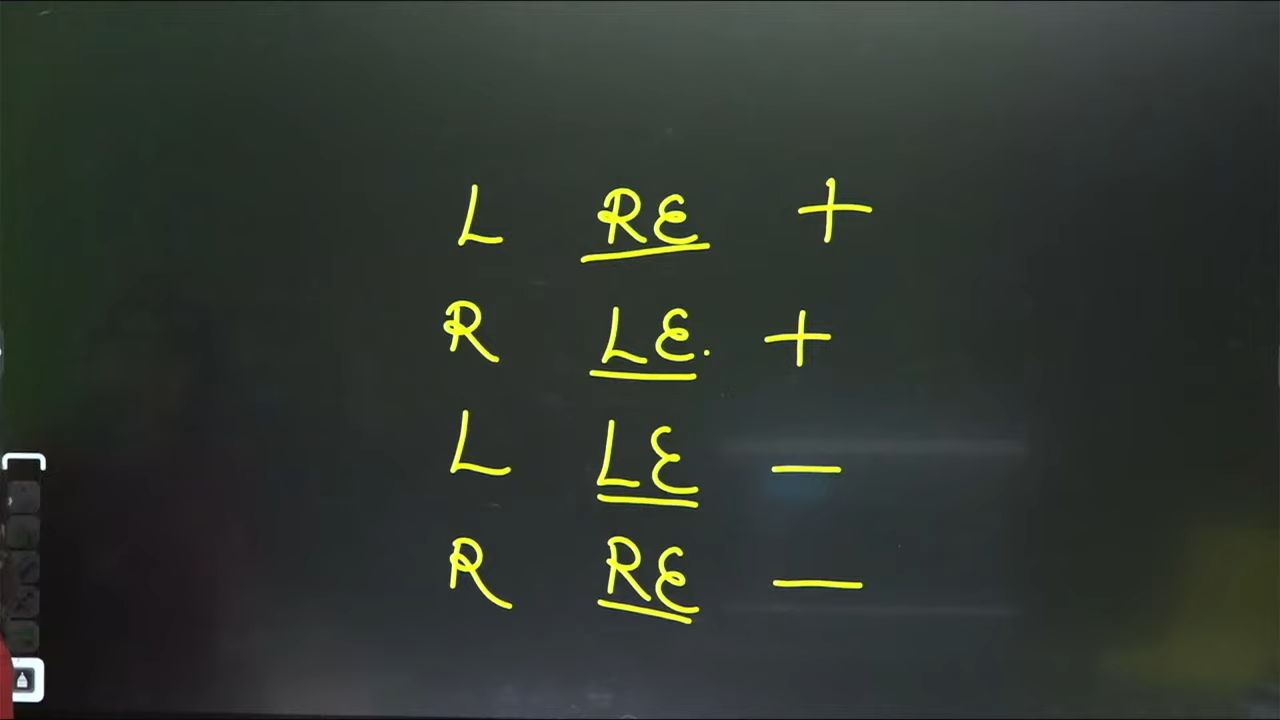 L RE +
R LE. +
L LE —
R RE —